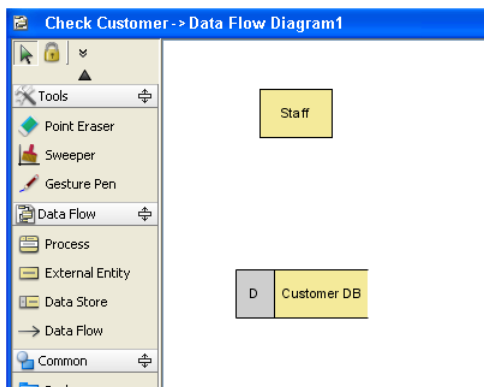 Check Customer->Data Flow Diagram1
Tools
Point Eraser
Sweeper
Gesture Pen
Data Flow
Process
External Entity
Data Store
Data Flow
Common
Staff
D Customer DB